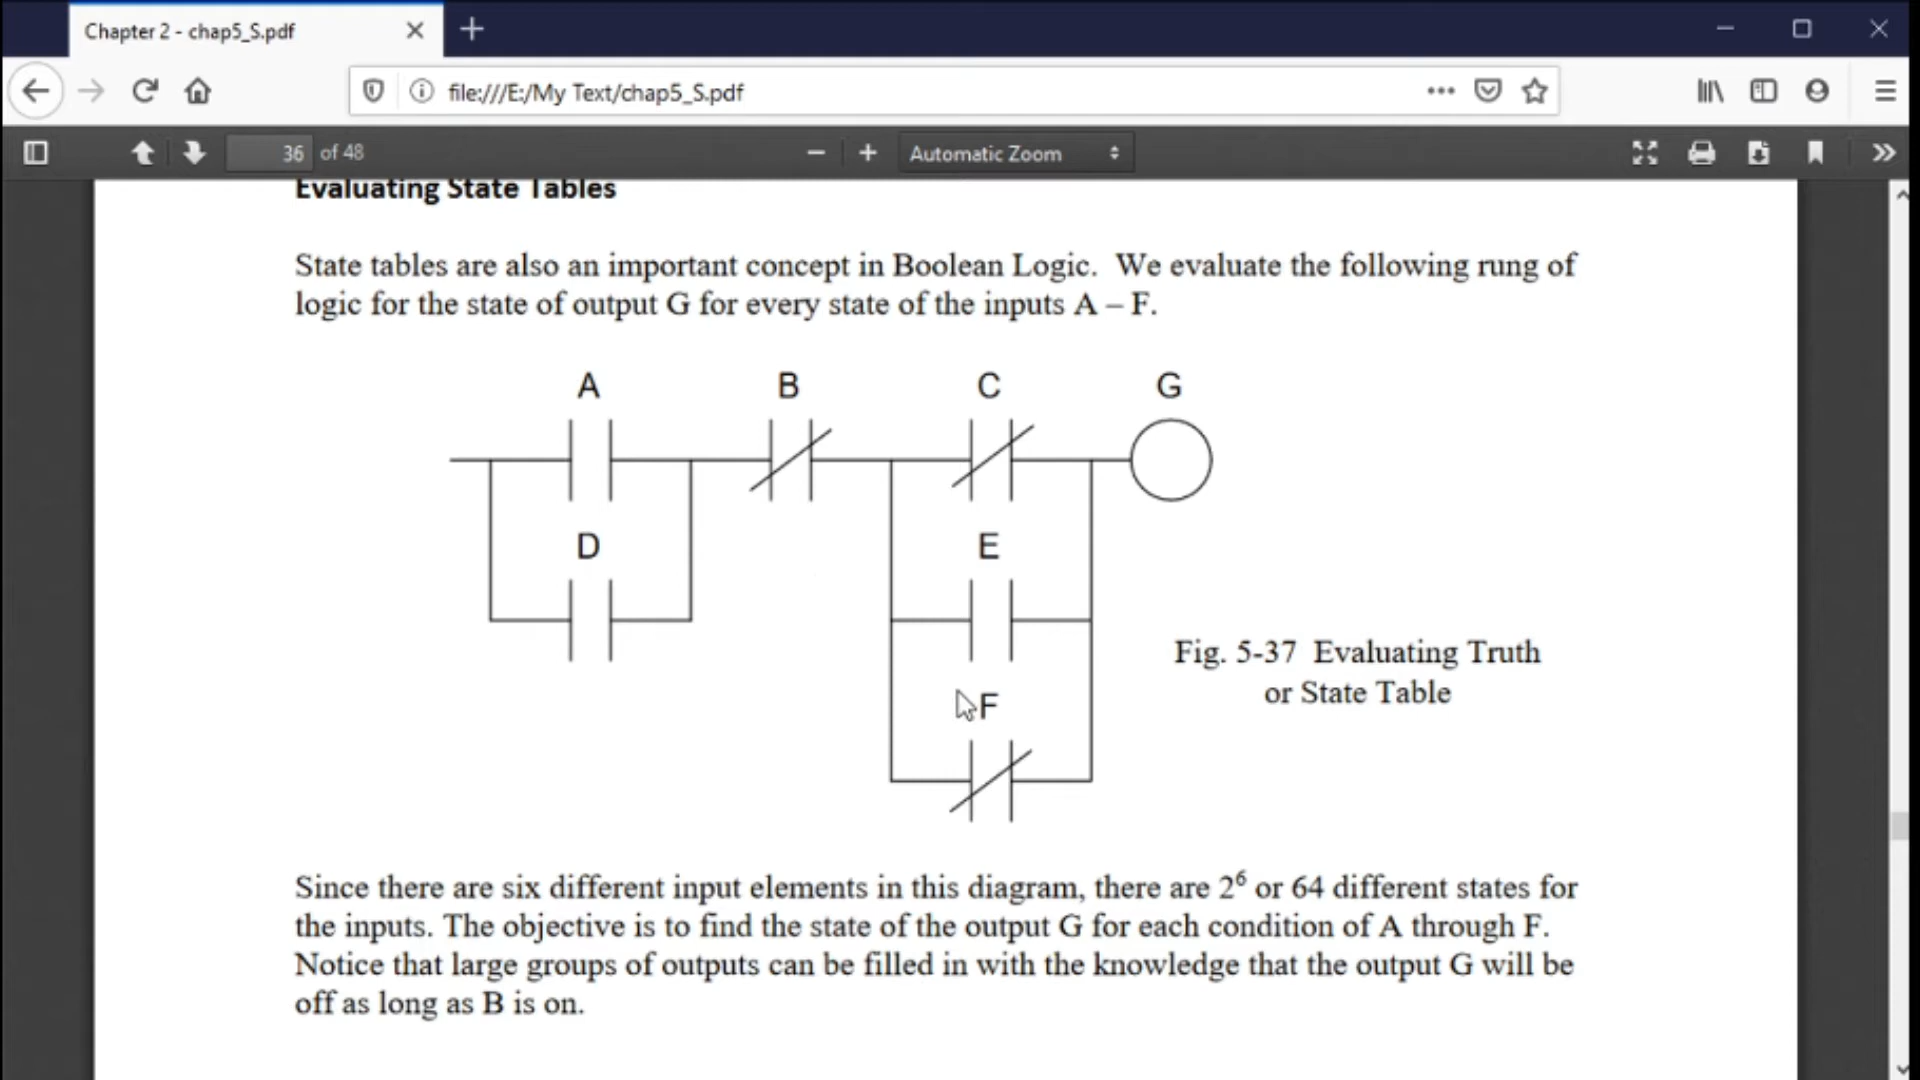 Chapter 2 - chap5_S.pdf
file:///E:/My Text/chap5_S.pdf
36 of 48
Automatic Zoom
Evaluating State Tables
State tables are also an important concept in Boolean Logic. We evaluate the following rung of
logic for the state of output G for every state of the inputs A – F.
A B C G
D E
Fig. 5-37 Evaluating Truth
or State Table
F
Since there are six different input elements in this diagram, there are 2⁶ or 64 different states for
the inputs. The objective is to find the state of the output G for each condition of A through F.
Notice that large groups of outputs can be filled in with the knowledge that the output G will be
off as long as B is on.